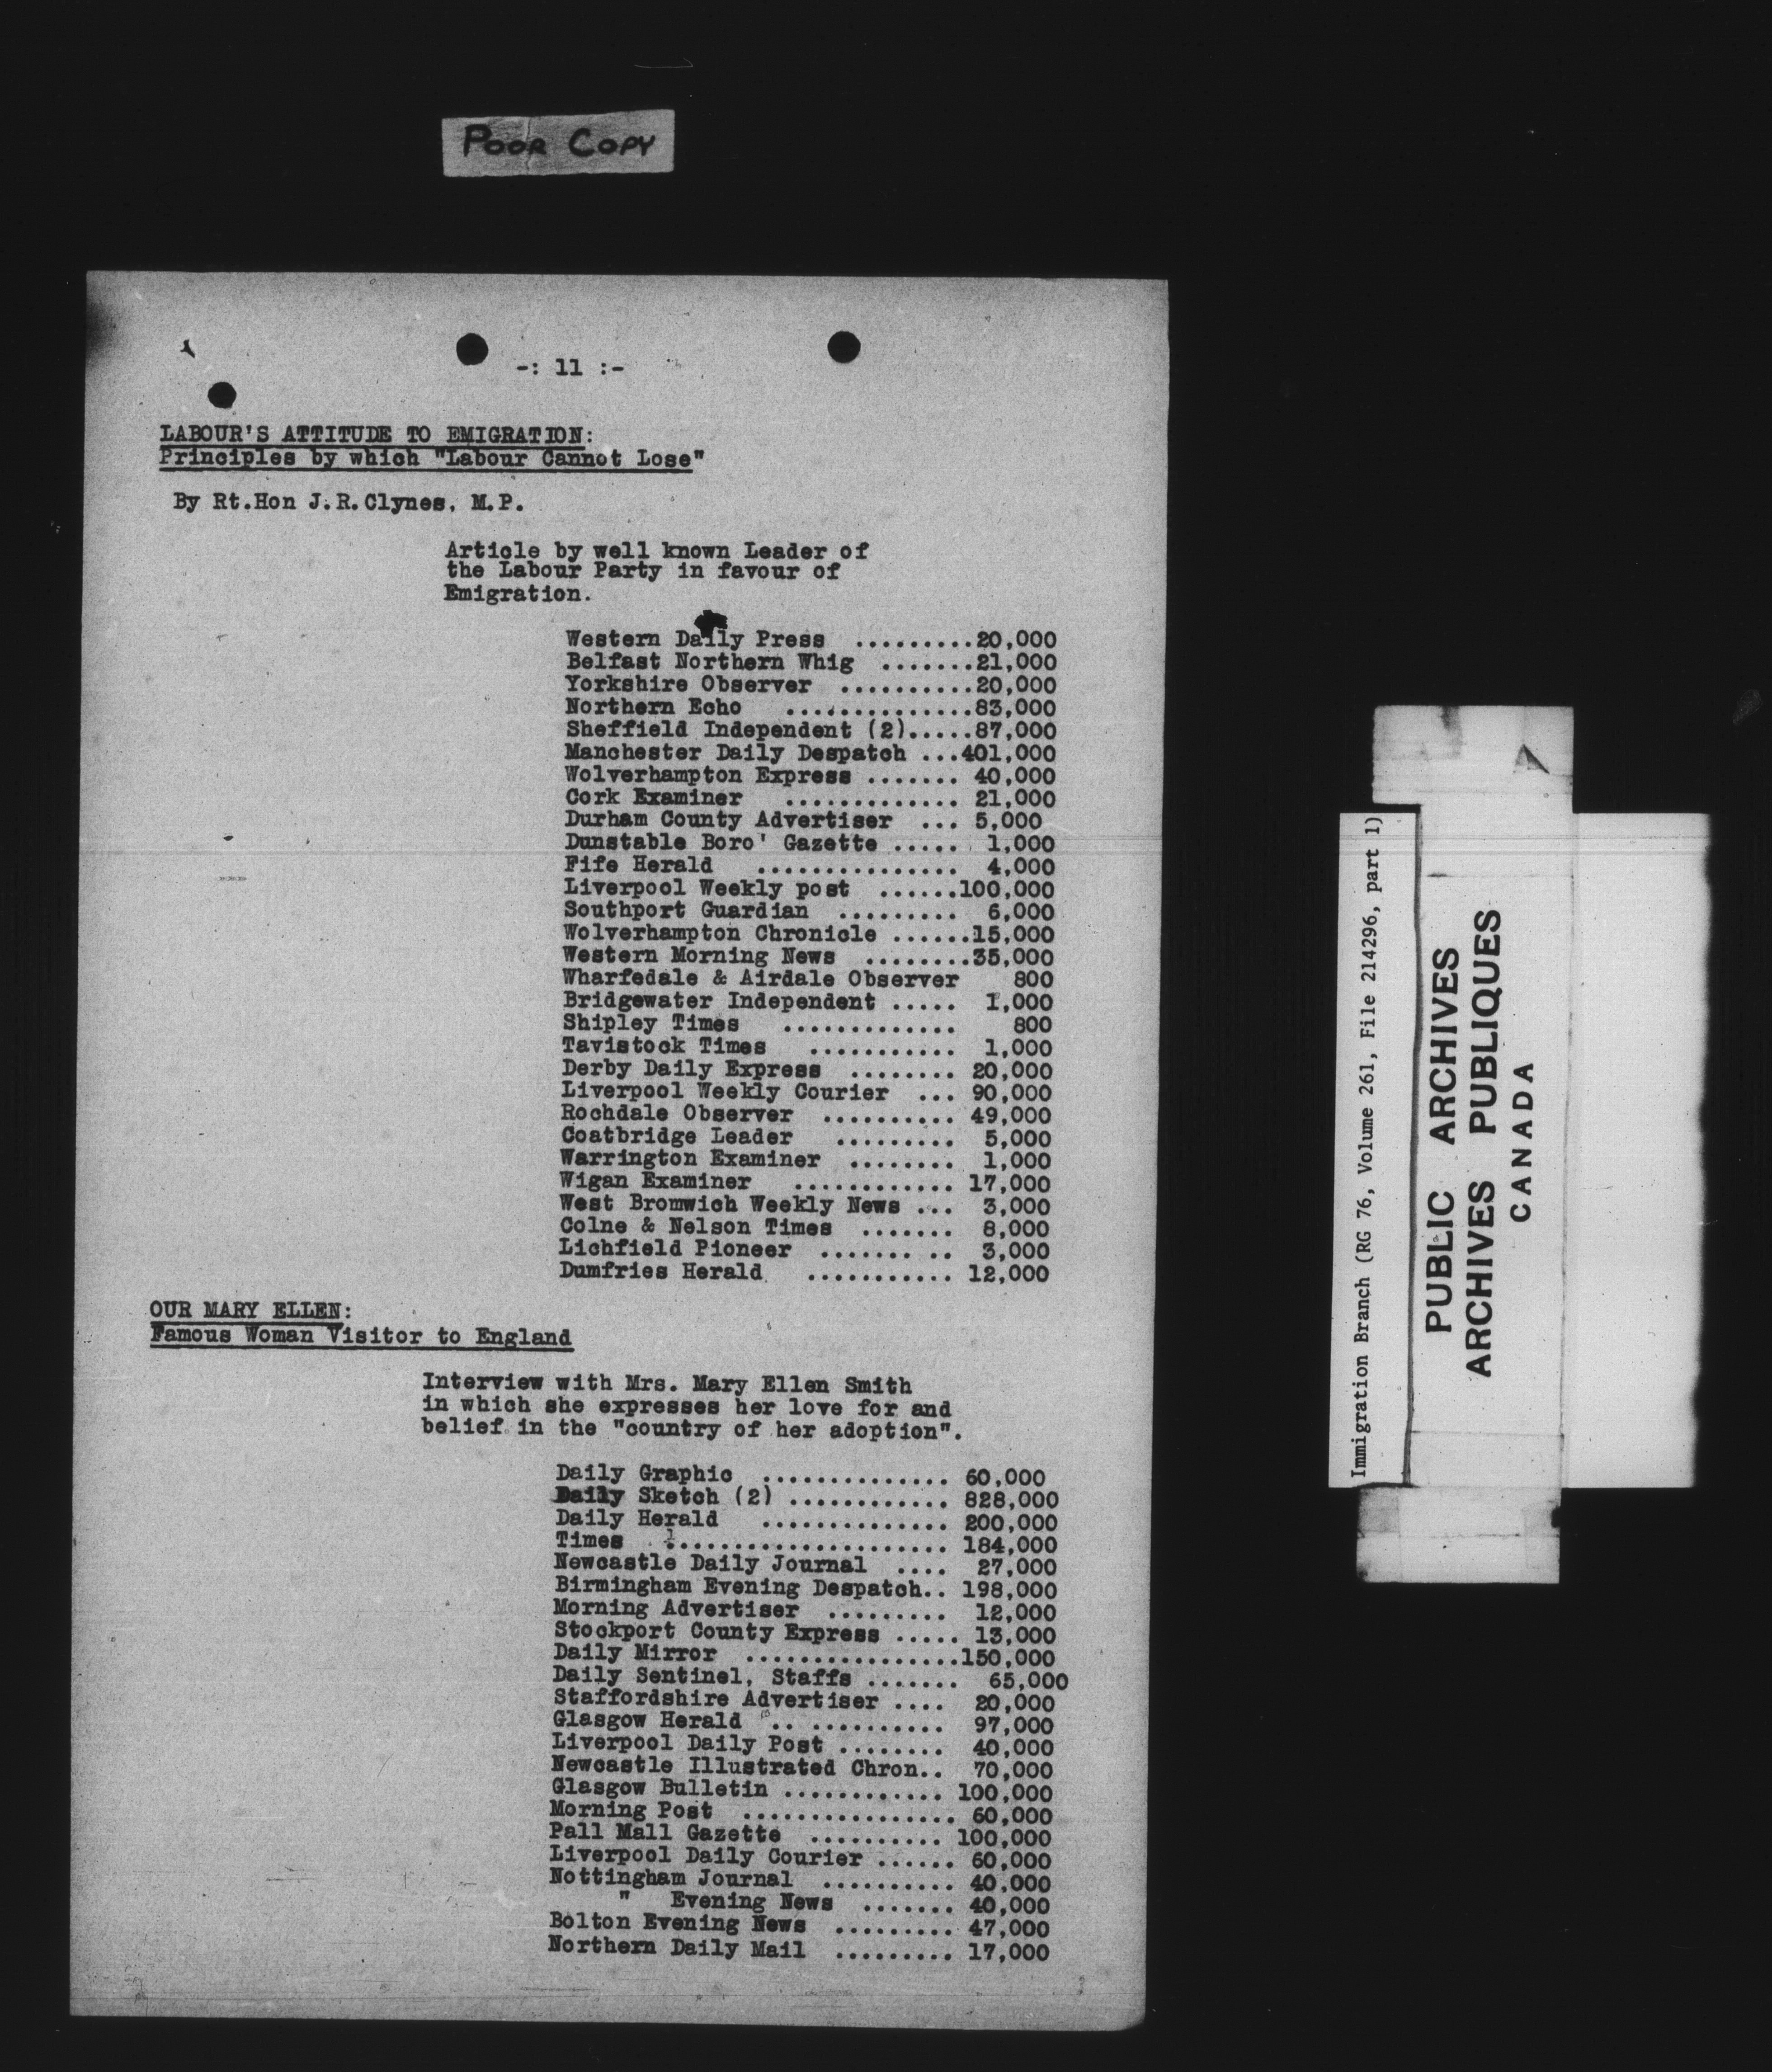 POOR COPY
-: 11 :-
LABOUR'S ATTITUDE TO EMIGRATION:
Principles by which "Labour Cannot Lose"
By Rt.Hon J.R.Clynes, M.P.
Article by well known Leader of
the Labour Party in favour of
Emigration.
Western Daily Press .........20,000
Belfast Northern Whig .......21,000
Yorkshire Observer ..........20,000
Northern Echo ..............83,000
Sheffield Independent (2).....87,000
Manchester Daily Despatch ...401,000
Wolverhampton Express ....... 40,000
Cork Examiner ............. 21,000
Durham County Advertiser ... 5,000
Dunstable Boro' Gazette ..... 1,000
Fife Herald ............... 4,000
Liverpool Weekly post ......100,000
Southport Guardian ......... 6,000
Wolverhampton Chronicle ......15,000
Western Morning News ........35,000
Wharfedale & Airdale Observer 800
Bridgewater Independent ..... 1,000
Shipley Times ............. 800
Tavistock Times ........... 1,000
Derby Daily Express ........ 20,000
Liverpool Weekly Courier ... 90,000
Rochdale Observer .......... 49,000
Coatbridge Leader ......... 5,000
Warrington Examiner ........ 1,000
Wigan Examiner ............ 17,000
West Bromwich Weekly News ... 3,000
Colne & Nelson Times ....... 8,000
Lichfield Pioneer ....... .. 3,000
Dumfries Herald ........... 12,000
OUR MARY ELLEN:
Famous Woman Visitor to England
Interview with Mrs. Mary Ellen Smith
in which she expresses her love for and
belief in the "country of her adoption".
Daily Graphic .............. 60,000
Daily Sketch (2) ............ 828,000
Daily Herald .............. 200,000
Times ..................... 184,000
Newcastle Daily Journal .... 27,000
Birmingham Evening Despatch.. 198,000
Morning Advertiser ......... 12,000
Stockport County Express ..... 13,000
Daily Mirror ................150,000
Daily Sentinel, Staffs ....... 65,000
Staffordshire Advertiser .... 20,000
Glasgow Herald .. .......... 97,000
Liverpool Daily Post ........ 40,000
Newcastle Illustrated Chron.. 70,000
Glasgow Bulletin ............ 100,000
Morning Post ................ 60,000
Pall Mall Gazette .......... 100,000
Liverpool Daily Courier ...... 60,000
Nottingham Journal .......... 40,000
" Evening News ....... 40,000
Bolton Evening News ......... 47,000
Northern Daily Mail ......... 17,000
Immigration Branch (RG 76, Volume 261, File 214296, part 1)
PUBLIC ARCHIVES
ARCHIVES PUBLIQUES
CANADA